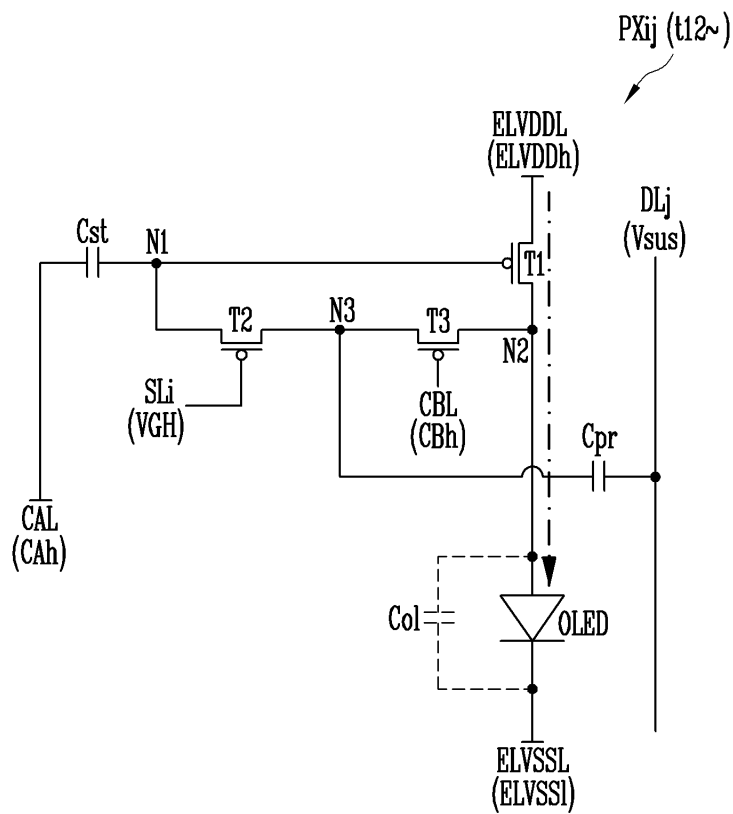 PXij (t12~)
ELVDDL
(ELVDDh)
DLj
(Vsus)
Cst
N1
T1
T2
N3
T3
N2
SLi
(VGH)
CBL
(CBh)
Cpr
CAL
(CAh)
Col
OLED
ELVSSL
(ELVSSl)